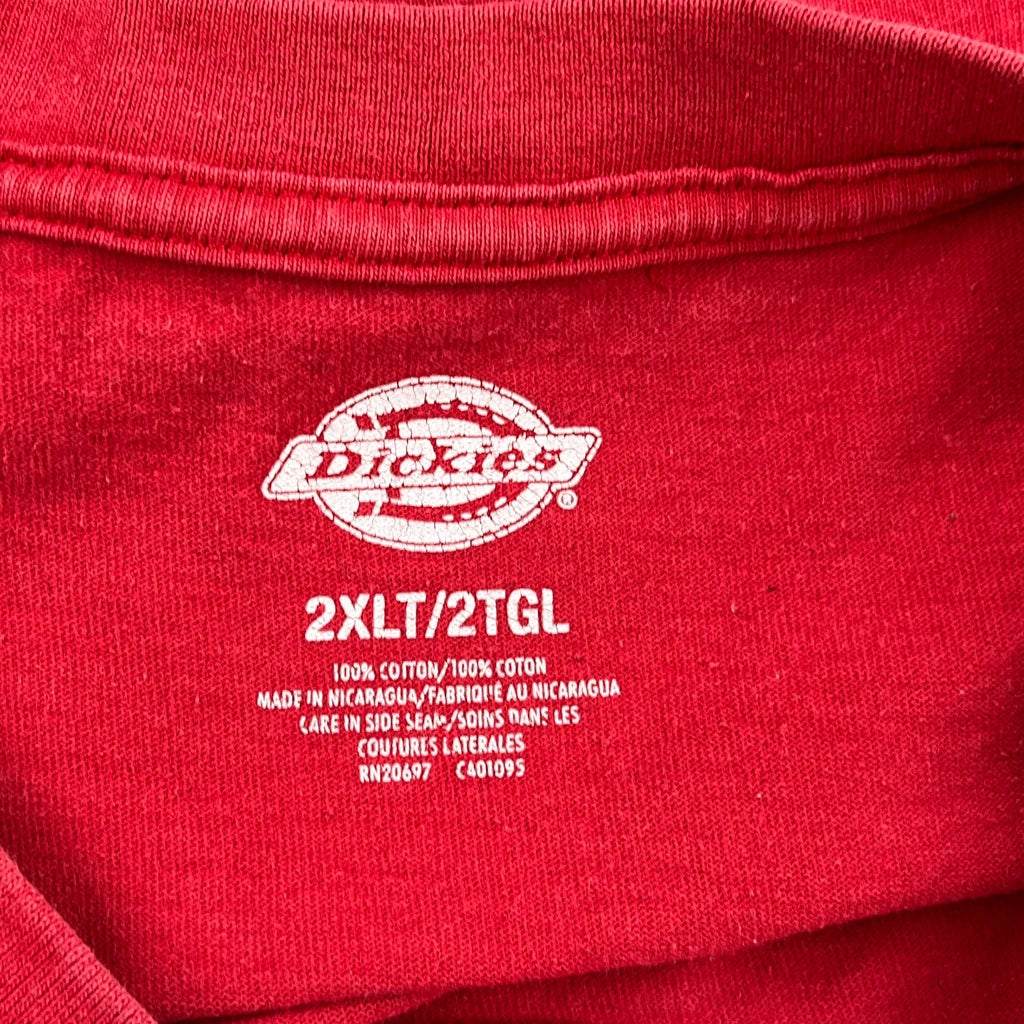 Dickies®
2XLT/2TGL
100% COTTON/100% COTON
MADE IN NICARAGUA/FABRIQUÉ AU NICARAGUA
CARE IN SIDE SEAM/SOINS DANS LES
COUTURES LATERALES
RN20697 C401095